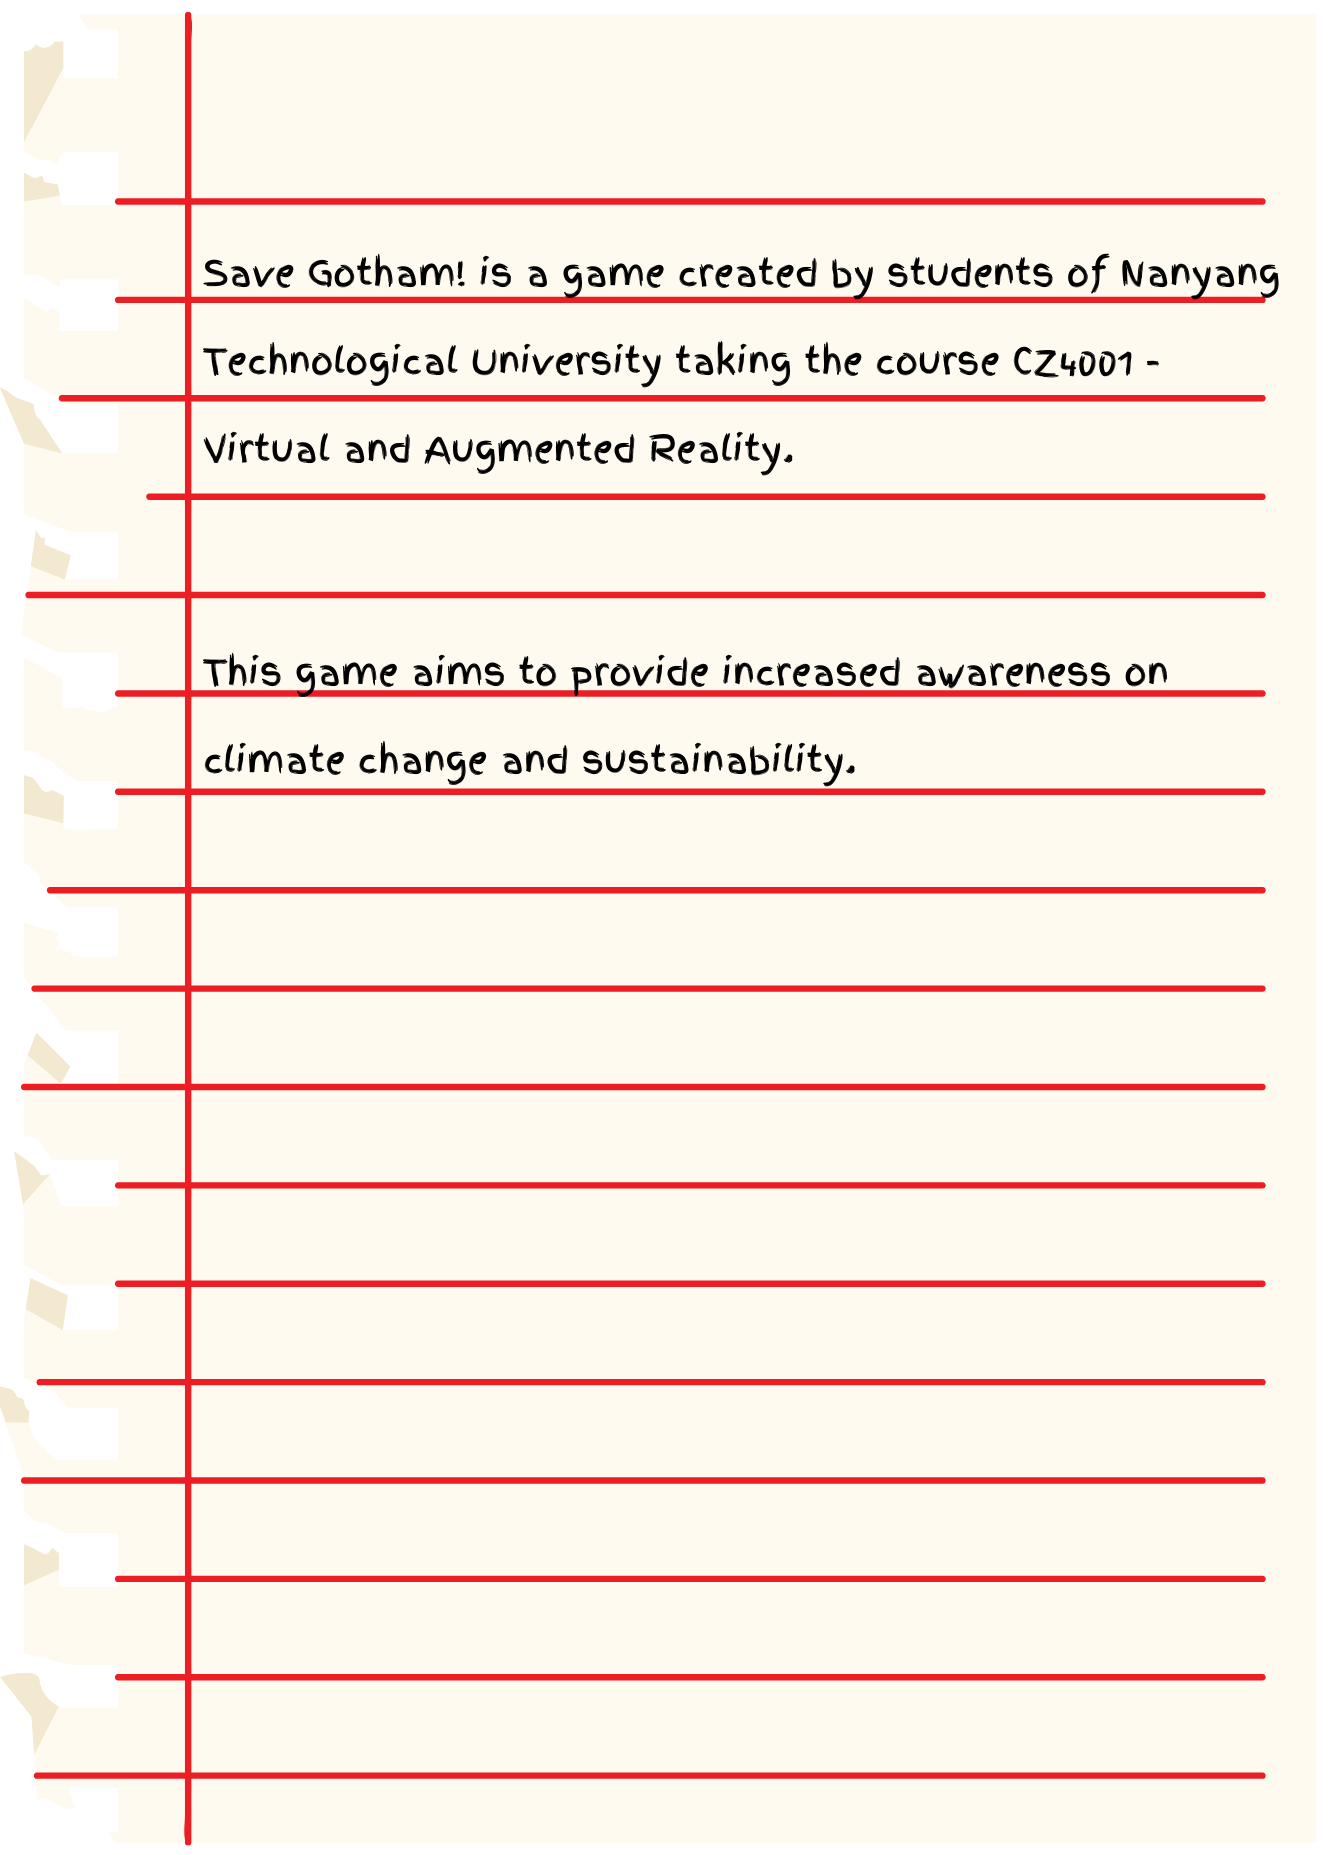 Save Gotham! is a game created by students of Nanyang
Technological University taking the course CZ4001 -
Virtual and Augmented Reality.
This game aims to provide increased awareness on
climate change and sustainability.